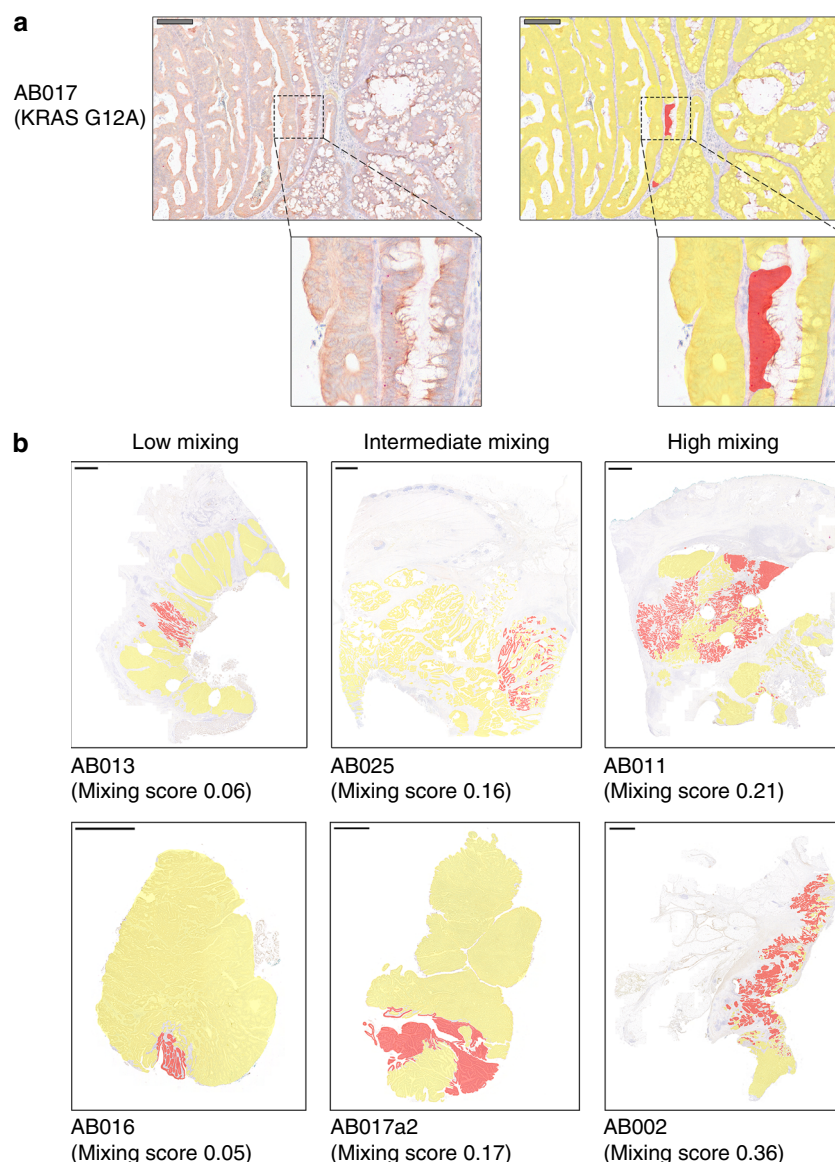 a
AB017
(KRAS G12A)
b
Low mixing
Intermediate mixing
High mixing
AB013
(Mixing score 0.06)
AB025
(Mixing score 0.16)
AB011
(Mixing score 0.21)
AB016
(Mixing score 0.05)
AB017a2
(Mixing score 0.17)
AB002
(Mixing score 0.36)